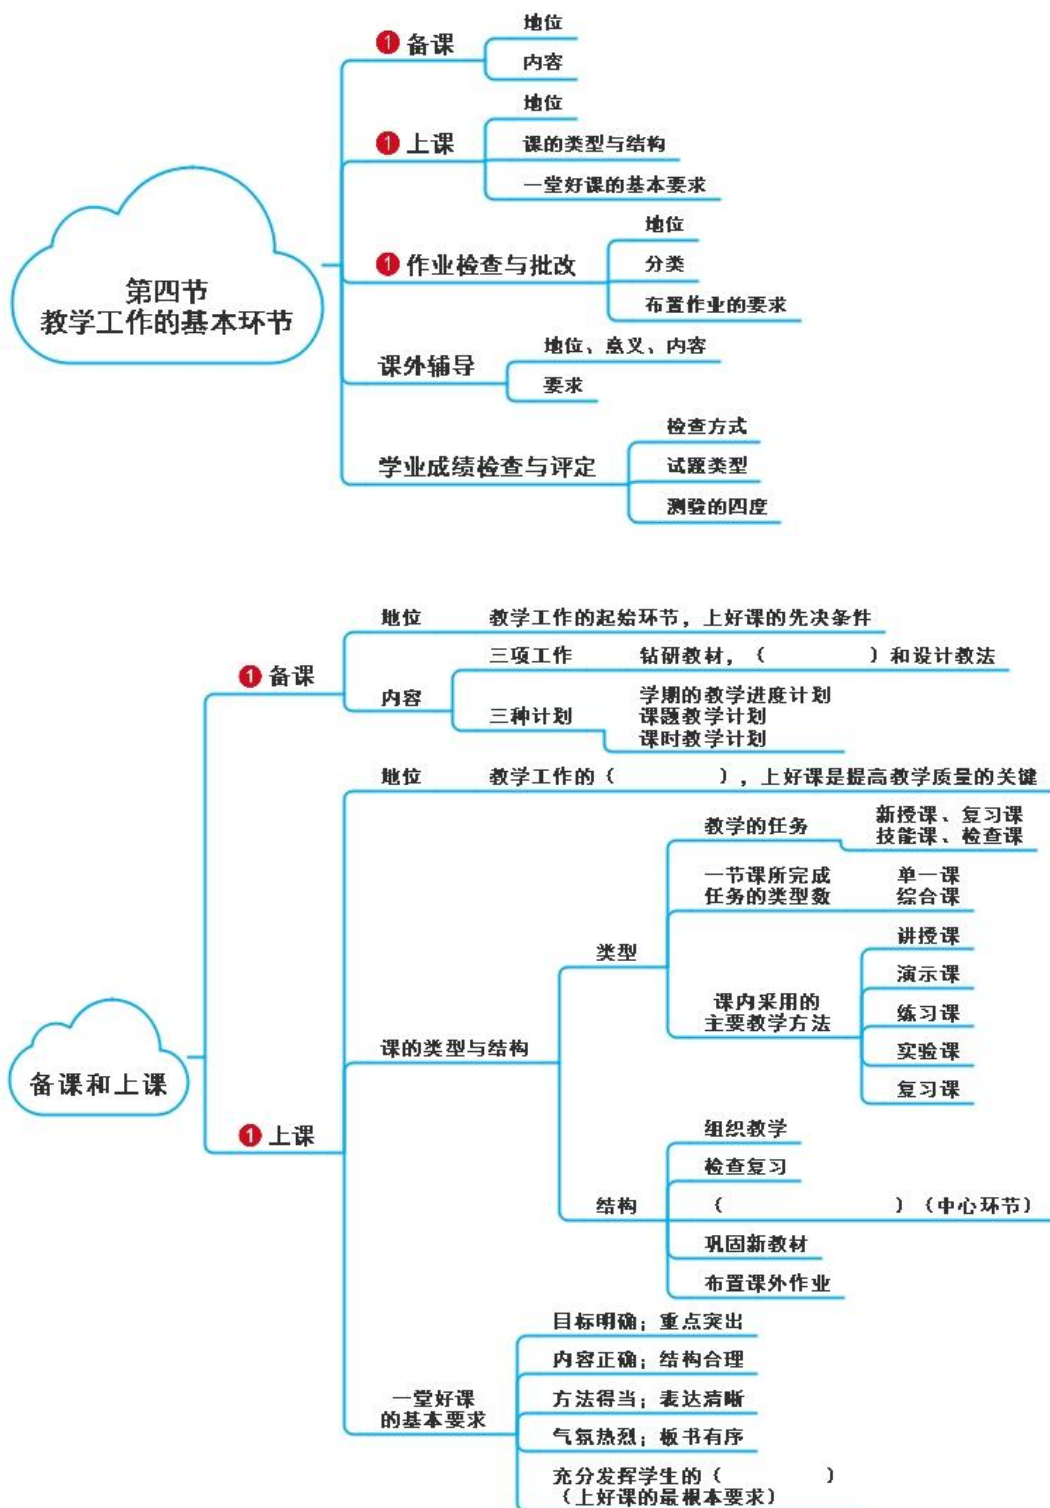 第四节
教学工作的基本环节
1 备课
地位
内容
1 上课
地位
课的类型与结构
一堂好课的基本要求
1 作业检查与批改
地位
分类
布置作业的要求
课外辅导
地位、意义、内容
要求
学业成绩检查与评定
检查方式
试题类型
测验的四度
备课和上课
1 备课
地位 教学工作的起始环节，上好课的先决条件
内容
三项工作 钻研教材，（ ）和设计教法
三种计划
学期的教学进度计划
课题教学计划
课时教学计划
1 上课
地位 教学工作的（ ），上好课是提高教学质量的关键
课的类型与结构
类型
教学的任务
新授课、复习课
技能课、检查课
一节课所完成
任务的类型数
单一课
综合课
课内采用的
主要教学方法
讲授课
演示课
练习课
实验课
复习课
结构
组织教学
检查复习
（ ）（中心环节）
巩固新教材
布置课外作业
一堂好课
的基本要求
目标明确；重点突出
内容正确；结构合理
方法得当；表达清晰
气氛热烈；板书有序
充分发挥学生的（ ）
（上好课的最根本要求）